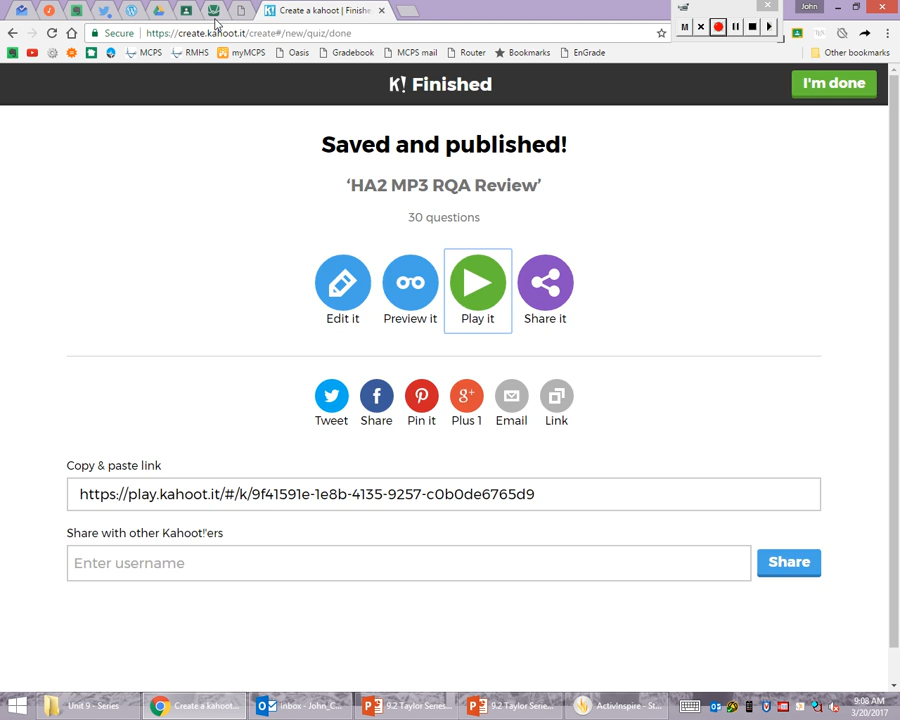 Create a kahoot | Finishe
John
Secure
https://create.kahoot.it/create#/new/quiz/done
M
MCPS
RMHS
myMCPS
Oasis
Gradebook
MCPS mail
Router
Bookmarks
EnGrade
Other bookmarks
K! Finished
I'm done
Saved and published!
‘HA2 MP3 RQA Review’
30 questions
Edit it
Preview it
Play it
Share it
Tweet
Share
Pin it
Plus 1
Email
Link
Copy & paste link
https://play.kahoot.it/#/k/9f41591e-1e8b-4135-9257-c0b0de6765d9
Share with other Kahoot!'ers
Enter username
Share
Unit 9 - Series
Create a kahoot...
inbox - John_C...
9.2 Taylor Serie...
9.2 Taylor Serie...
ActivInspire - St...
9:08 AM
3/20/2017